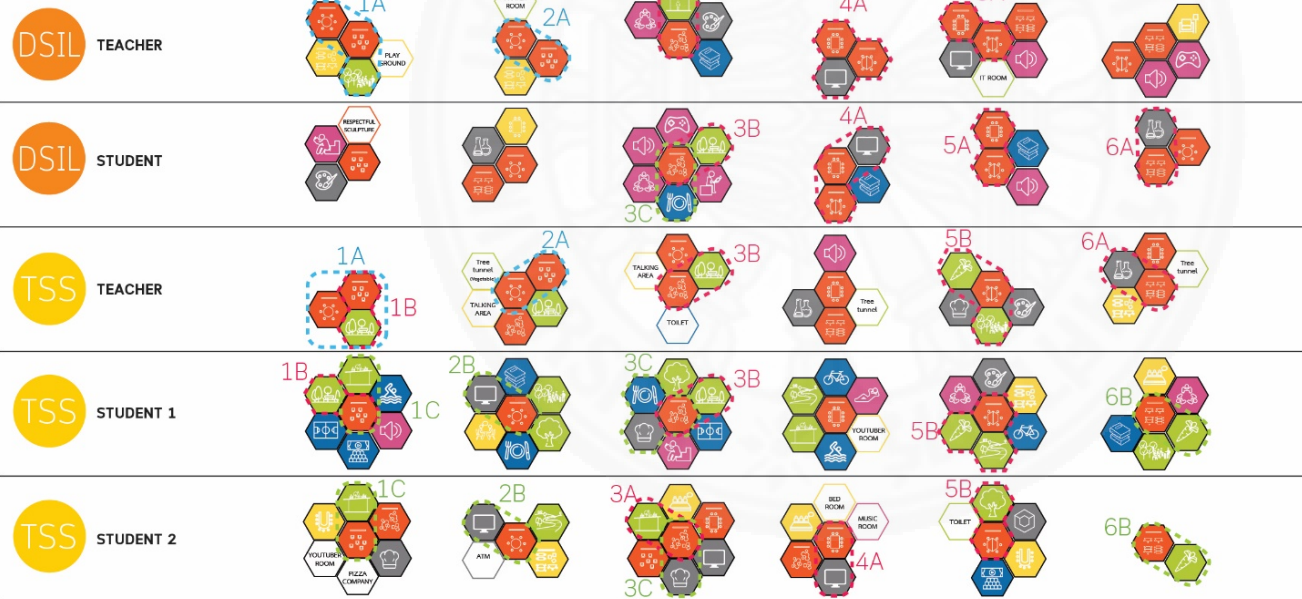 1A
ROOM
2A
4A
DSIL
TEACHER
PLAY
GROUND
IT ROOM
DSIL
STUDENT
RESPECTFUL
SCULPTURE
3B
3C
4A
5A
6A
TSS
TEACHER
1A
1B
Tree
tunnel
(Vegetable)
TALKING
AREA
2A
TALKING
AREA
3B
TOILET
Tree
tunnel
5B
6A
Tree
tunnel
TSS
STUDENT 1
1B
1C
2B
3C
3B
YOUTUBER
ROOM
5B
6B
TSS
STUDENT 2
1C
YOUTUBER
ROOM
PIZZA
COMPANY
2B
ATM
3A
3C
BED
ROOM
MUSIC
ROOM
4A
5B
TOILET
6B